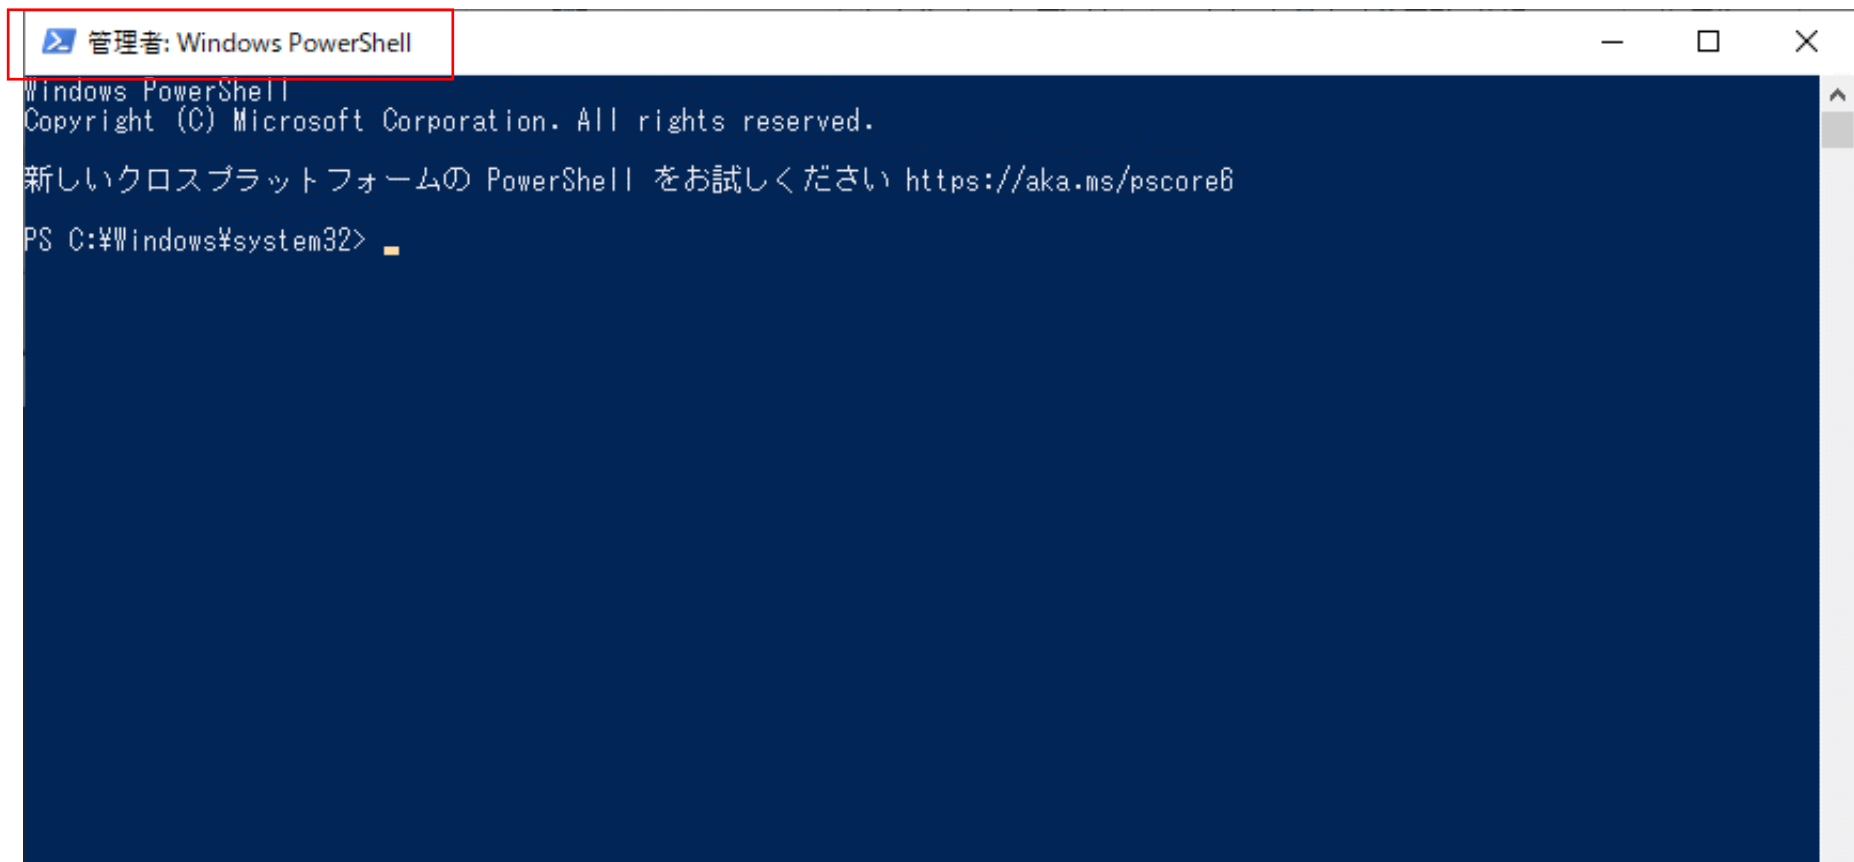 管理者: Windows PowerShell
Windows PowerShell
Copyright (C) Microsoft Corporation. All rights reserved.
新しいクロスプラットフォームの PowerShell をお試しください https://aka.ms/pscore6
PS C:¥Windows¥system32>